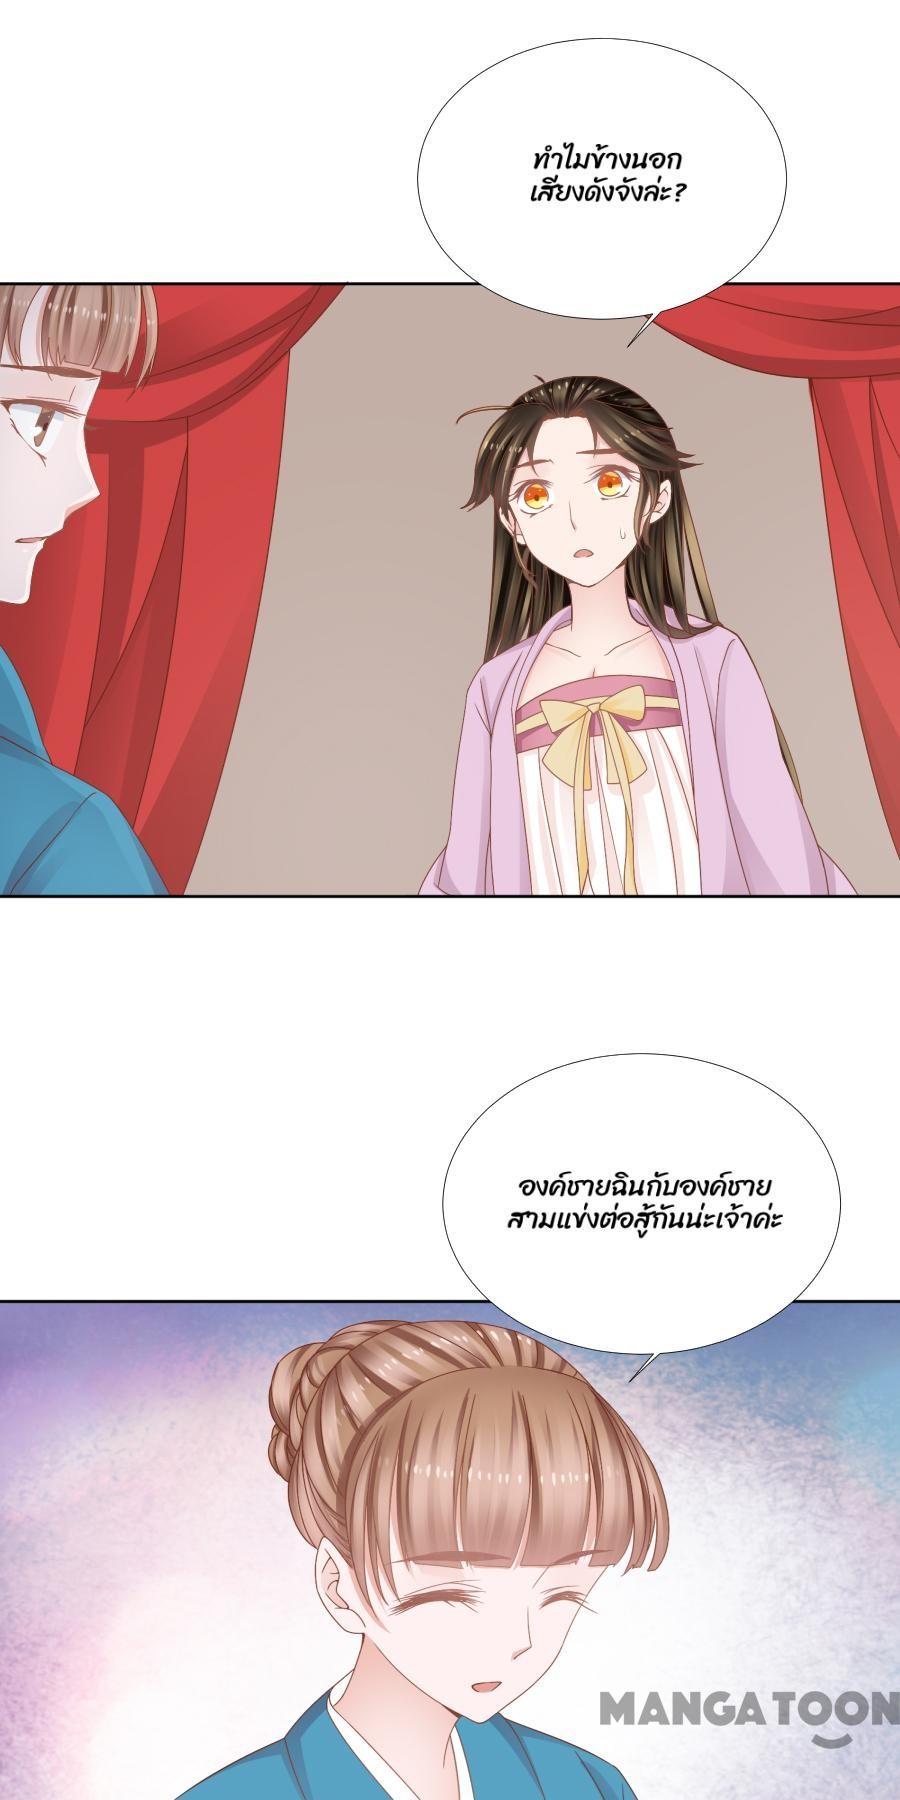 ทำไมข้างนอก
เสียงดังจังล่ะ?
องค์ชายฉินกับองค์ชาย
สามแข่งต่อสู้กันน่ะเจ้าค่ะ
MANGATOON